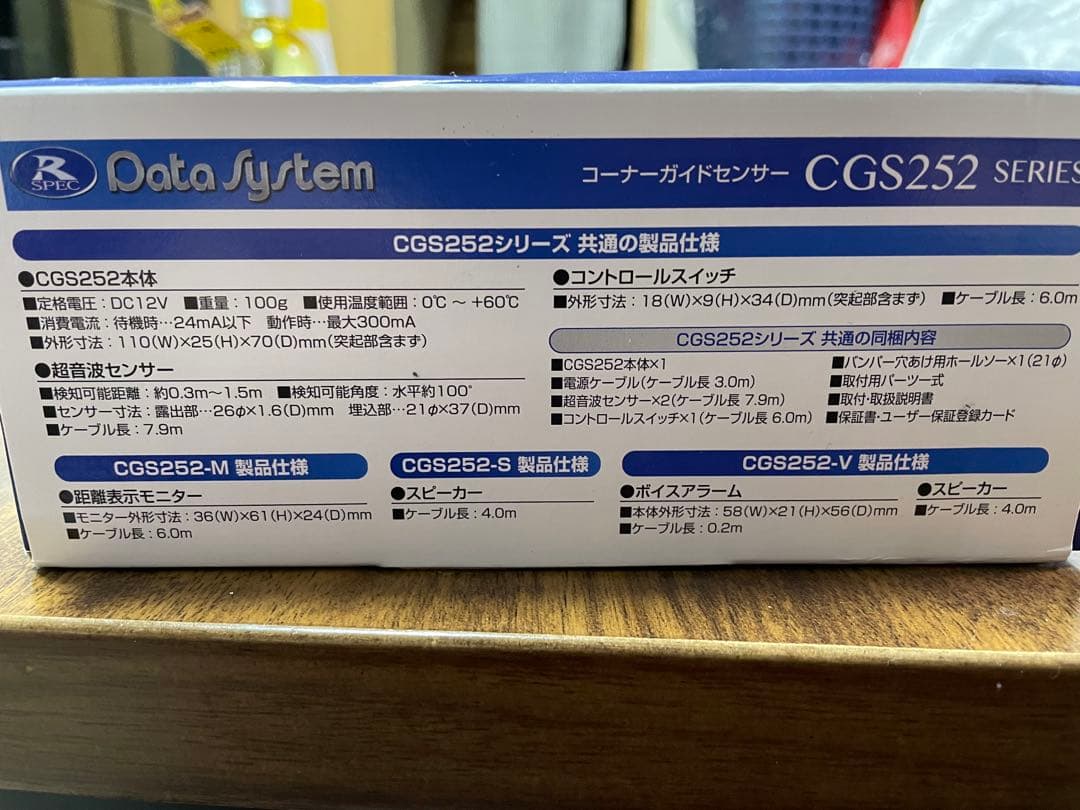 R SPEC Data System コーナーガイドセンサー CGS252 SERIES
CGS252シリーズ 共通の製品仕様
●CGS252本体
■定格電圧:DC12V ■重量:100g ■使用温度範囲:0℃ ~ +60℃
■消費電流:待機時…24mA以下 動作時…最大300mA
■外形寸法:110(W)×25(H)×70(D)mm(突起部含まず)
●超音波センサー
■検知可能距離:約0.3m~1.5m ■検知可能角度:水平約100°
■センサー寸法:露出部…26φ×1.6(D)mm 埋込部…21φ×37(D)mm
■ケーブル長:7.9m
●コントロールスイッチ
■外形寸法:18(W)×9(H)×34(D)mm(突起部含まず) ■ケーブル長:6.0m
CGS252シリーズ 共通の同梱内容
■CGS252本体×1
■電源ケーブル(ケーブル長 3.0m)
■超音波センサー×2(ケーブル長 7.9m)
■コントロールスイッチ×1(ケーブル長 6.0m)
■バンパー穴あけ用ホールソー×1(21φ)
■取付用パーツ一式
■取付・取扱説明書
■保証書・ユーザー保証登録カード
CGS252-M 製品仕様
●距離表示モニター
■モニター外形寸法:36(W)×61(H)×24(D)mm
■ケーブル長:6.0m
CGS252-S 製品仕様
●スピーカー
■ケーブル長:4.0m
CGS252-V 製品仕様
●ボイスアラーム
■本体外形寸法:58(W)×21(H)×56(D)mm
■ケーブル長:0.2m
●スピーカー
■ケーブル長:4.0m